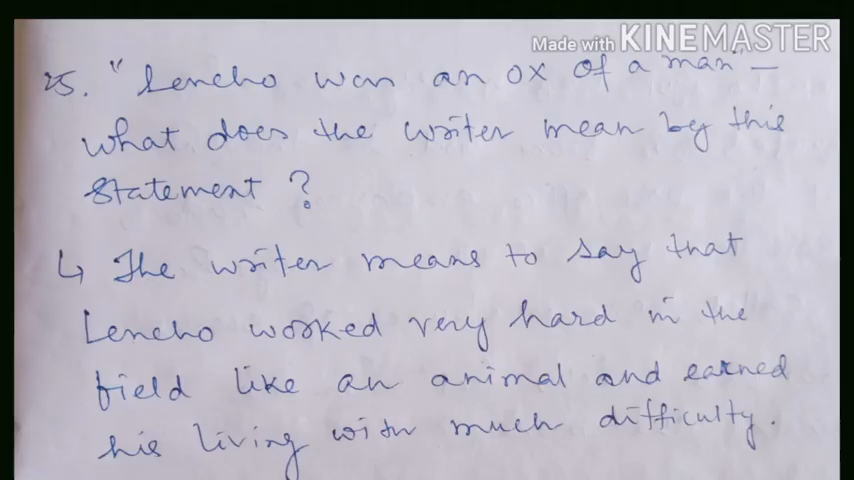 Made with KINEMASTER
25. "Lencho was an ox of a man" -
what does the writer mean by this
statement?
↳ The writer means to say that
Lencho worked very hard in the
field like an animal and earned
his living with much difficulty.